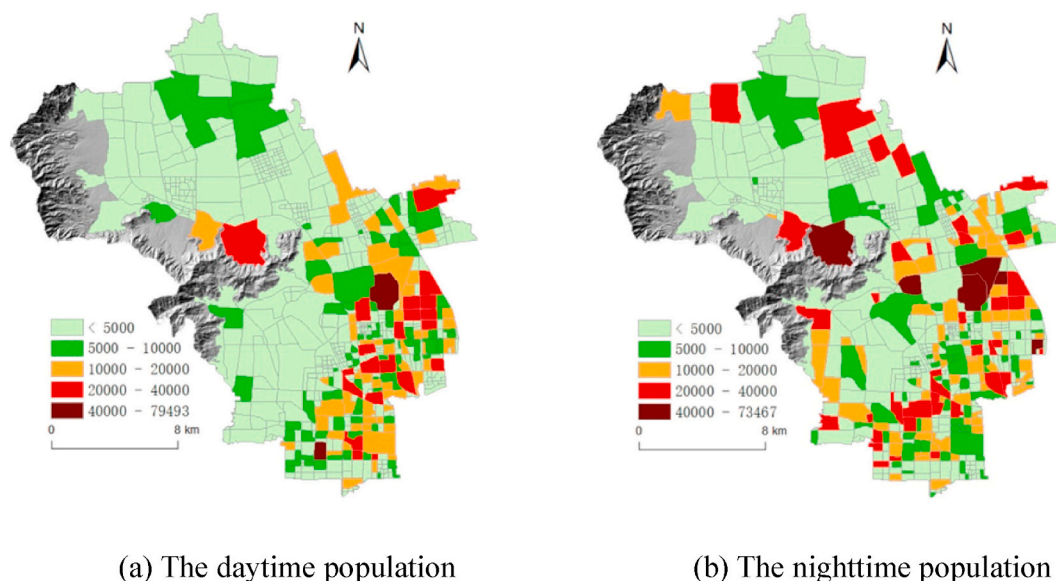 N
< 5000
5000 - 10000
10000 - 20000
20000 - 40000
40000 - 79493
0 8 km
(a) The daytime population
N
< 5000
5000 - 10000
10000 - 20000
20000 - 40000
40000 - 73467
0 8 km
(b) The nighttime population